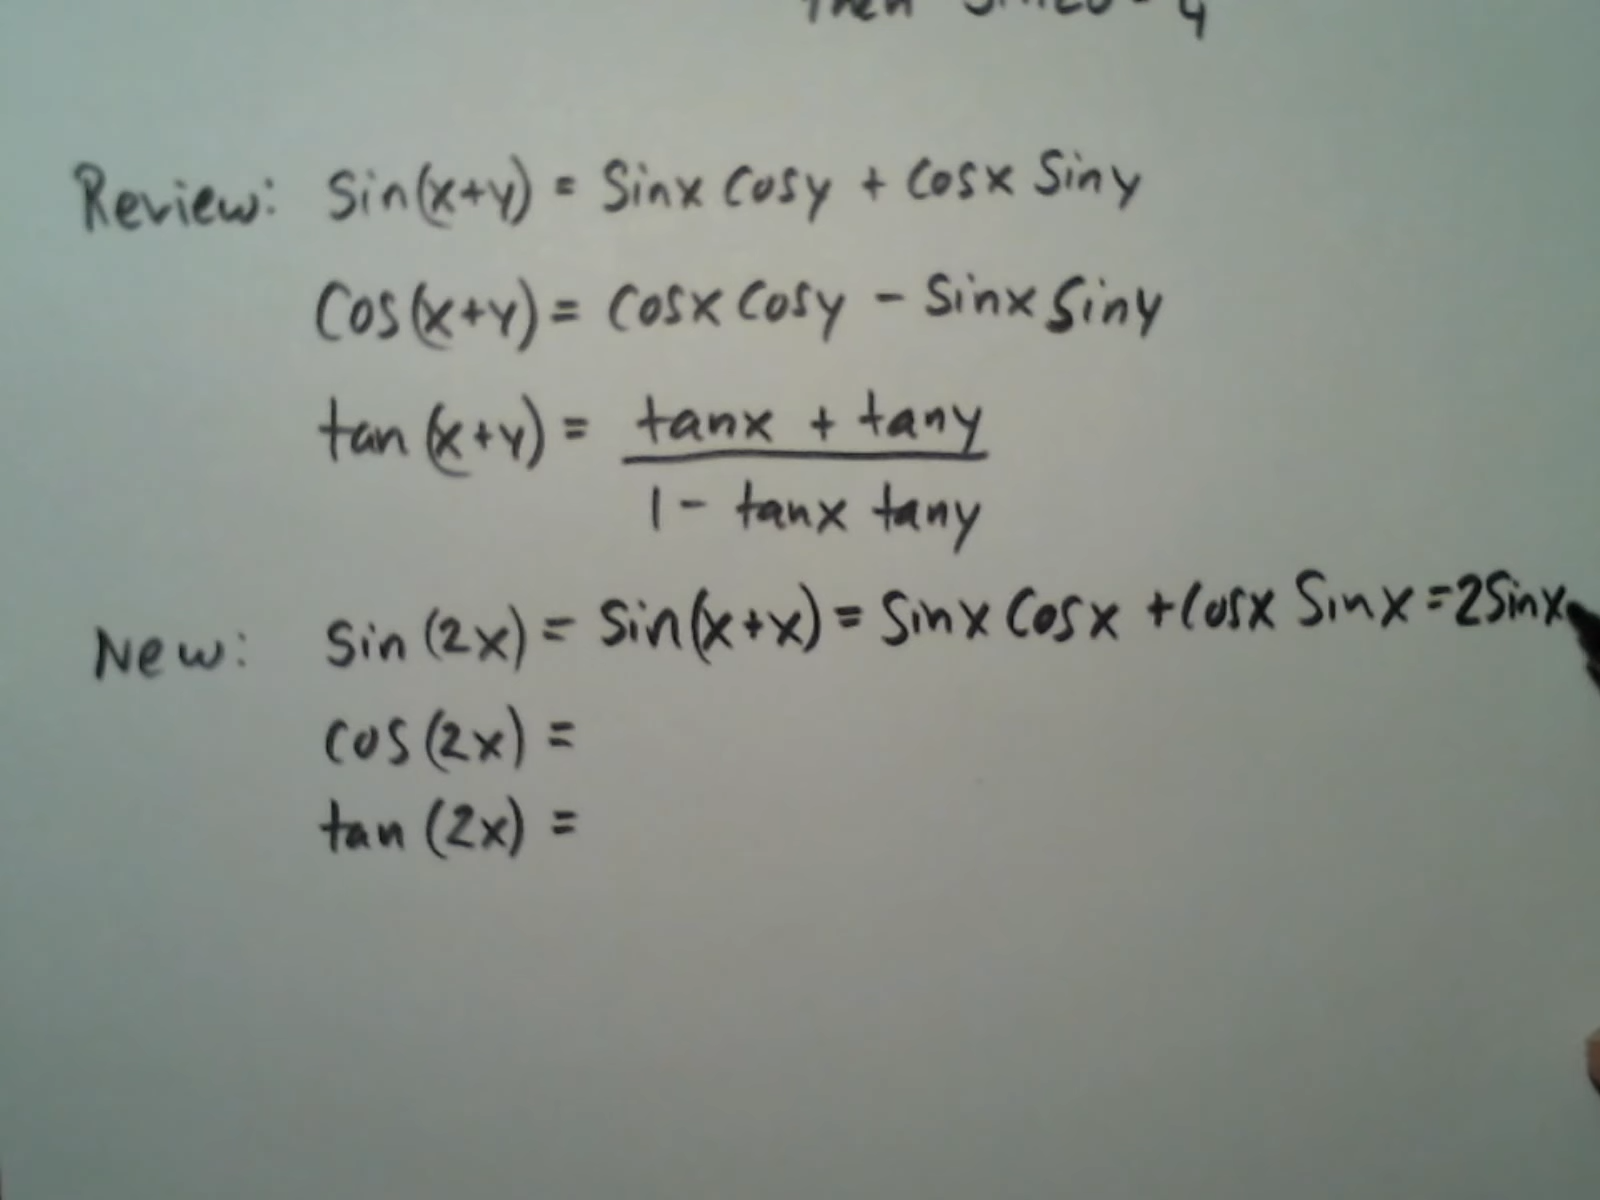 Then
Review: Sin(x+y) = Sinx Cosy + Cosx Siny
Cos(x+y) = Cosx Cosy - Sinx Siny
tan(x+y) = tanx + tany
1 - tanx tany
New: Sin(2x) = Sin(x+x) = Sinx Cosx + Cosx Sinx = 2Sinx
Cos(2x) =
tan(2x) =